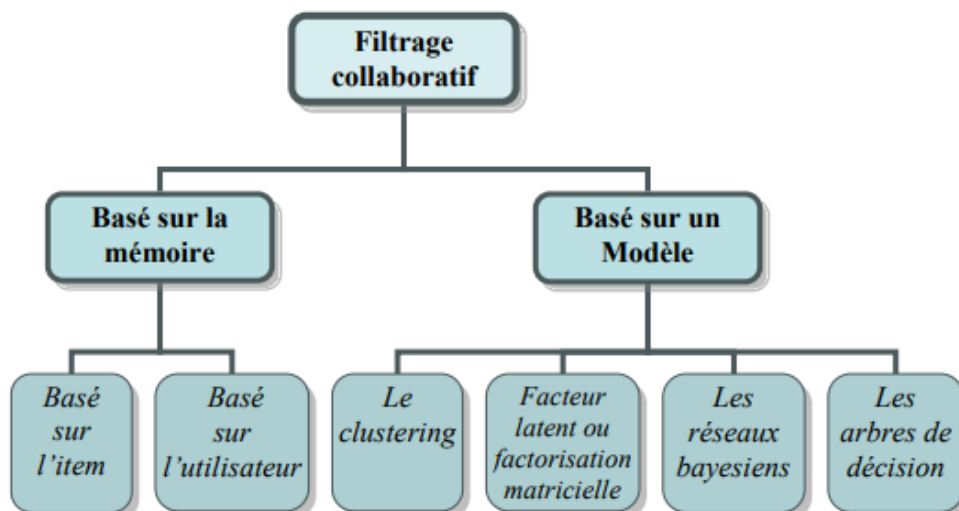 Filtrage
collaboratif
Basé sur la
mémoire
Basé sur un
Modèle
Basé
sur
l'item
Basé
sur
l'utilisateur
Le
clustering
Facteur
latent ou
factorisation
matricielle
Les
réseaux
bayesiens
Les
arbres de
décision